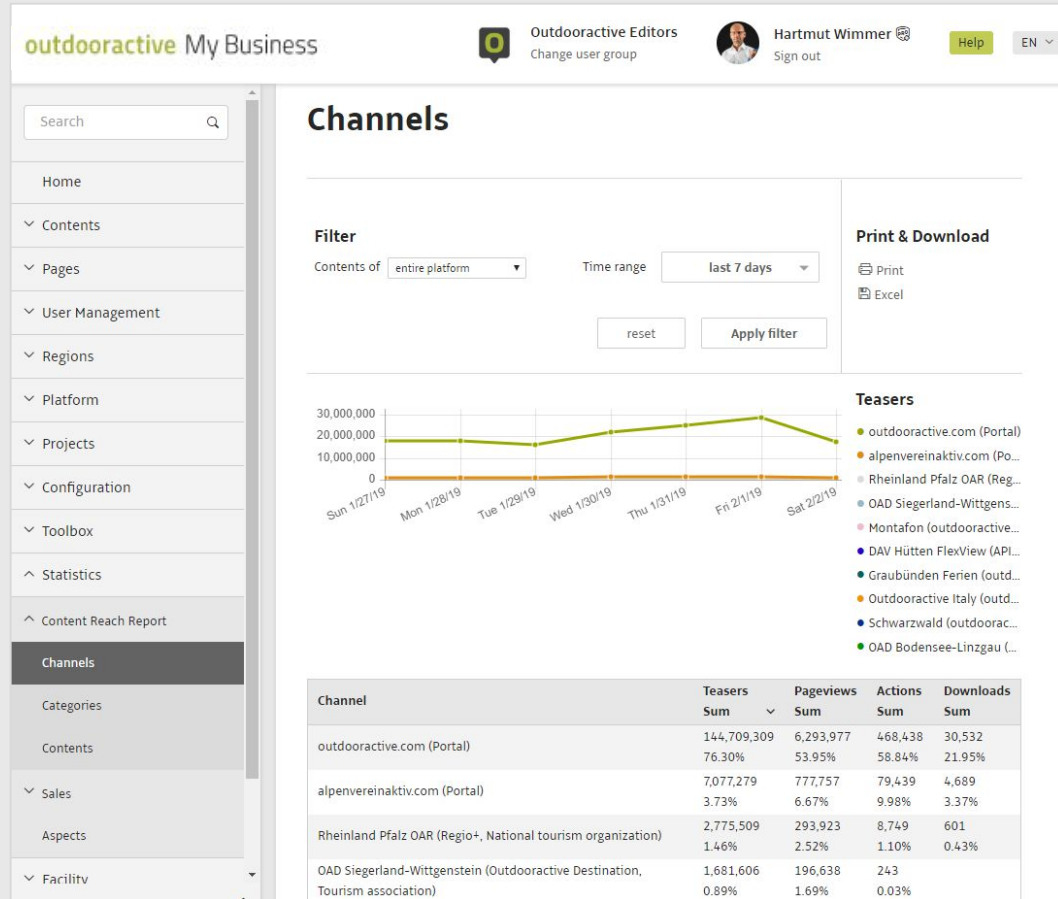 outdooractive My Business
Outdooractive Editors
Change user group
Hartmut Wimmer PRO
Sign out
Help
EN
Search
Home
Contents
Pages
User Management
Regions
Platform
Projects
Configuration
Toolbox
Statistics
Content Reach Report
Channels
Categories
Contents
Sales
Aspects
Facility
Channels
Filter
Contents of entire platform
Time range last 7 days
reset
Apply filter
Print & Download
Print
Excel
30,000,000
20,000,000
10,000,000
0
Sun 1/27/19
Mon 1/28/19
Tue 1/29/19
Wed 1/30/19
Thu 1/31/19
Fri 2/1/19
Sat 2/2/19
Teasers
outdooractive.com (Portal)
alpenvereinaktiv.com (Po...
Rheinland Pfalz OAR (Reg...
OAD Siegerland-Wittgens...
Montafon (outdooractive...
DAV Hütten FlexView (API...
Graubünden Ferien (outd...
Outdooractive Italy (outd...
Schwarzwald (outdoorac...
OAD Bodensee-Linzgau (...
Channel Teasers Pageviews Actions Downloads
Sum Sum Sum Sum
outdooractive.com (Portal) 144,709,309 6,293,977 468,438 30,532
76.30% 53.95% 58.84% 21.95%
alpenvereinaktiv.com (Portal) 7,077,279 777,757 79,439 4,689
3.73% 6.67% 9.98% 3.37%
Rheinland Pfalz OAR (Regio+, National tourism organization) 2,775,509 293,923 8,749 601
1.46% 2.52% 1.10% 0.43%
OAD Siegerland-Wittgenstein (Outdooractive Destination, 1,681,606 196,638 243
Tourism association) 0.89% 1.69% 0.03%